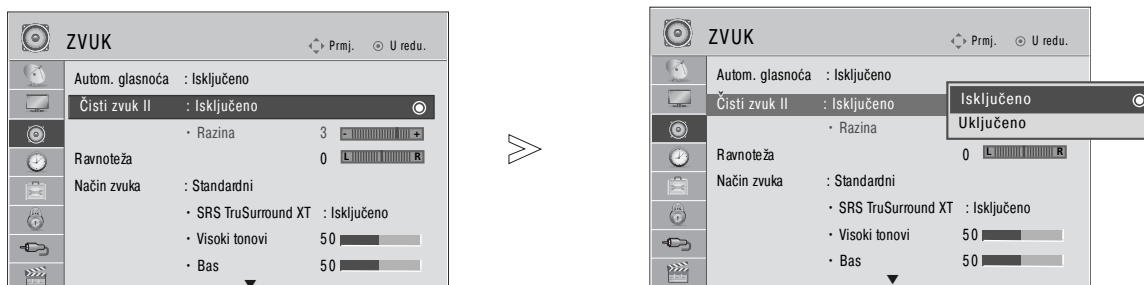 ZVUK
Prmj.
U redu.
Autom. glasnoća : Isključeno
Čisti zvuk II : Isključeno
• Razina 3 - +
Ravnoteža 0 L R
Način zvuka : Standardni
• SRS TruSurround XT : Isključeno
• Visoki tonovi 50
• Bas 50
ZVUK
Prmj.
U redu.
Autom. glasnoća : Isključeno
Čisti zvuk II : Isključeno
Isključeno
Uključeno
• Razina
Ravnoteža 0 L R
Način zvuka : Standardni
• SRS TruSurround XT : Isključeno
• Visoki tonovi 50
• Bas 50